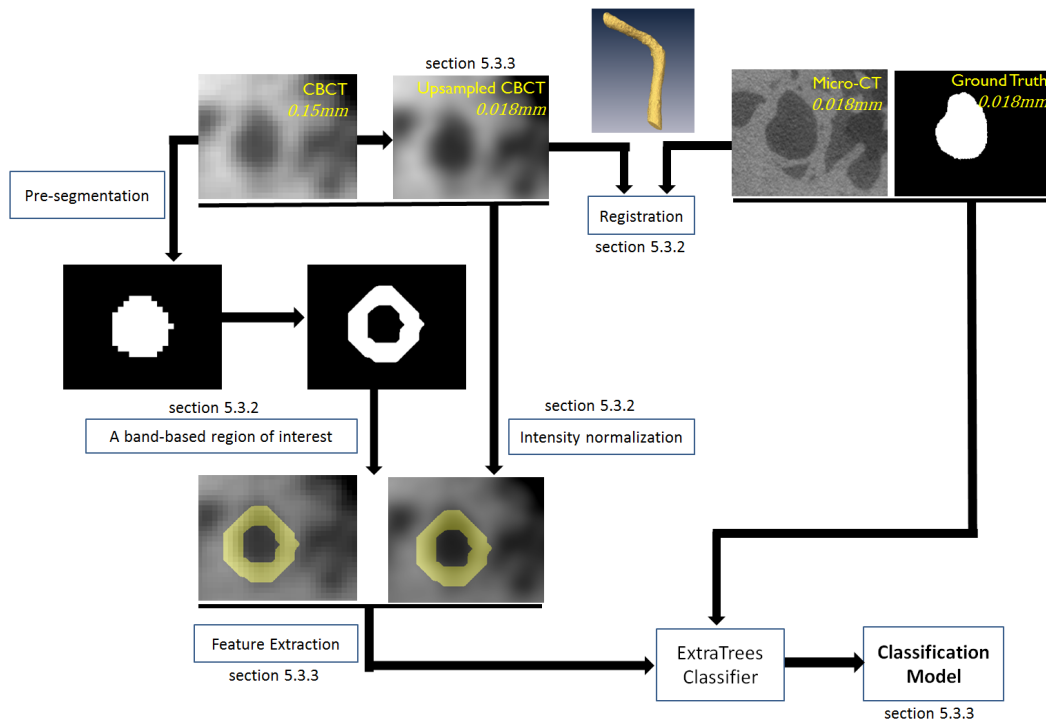 section 5.3.3
CBCT
0.15mm
Upsampled CBCT
0.018mm
Micro-CT
0.018mm
Ground Truth
0.018mm
Pre-segmentation
Registration
section 5.3.2
section 5.3.2
A band-based region of interest
section 5.3.2
Intensity normalization
Feature Extraction
section 5.3.3
ExtraTrees
Classifier
Classification
Model
section 5.3.3